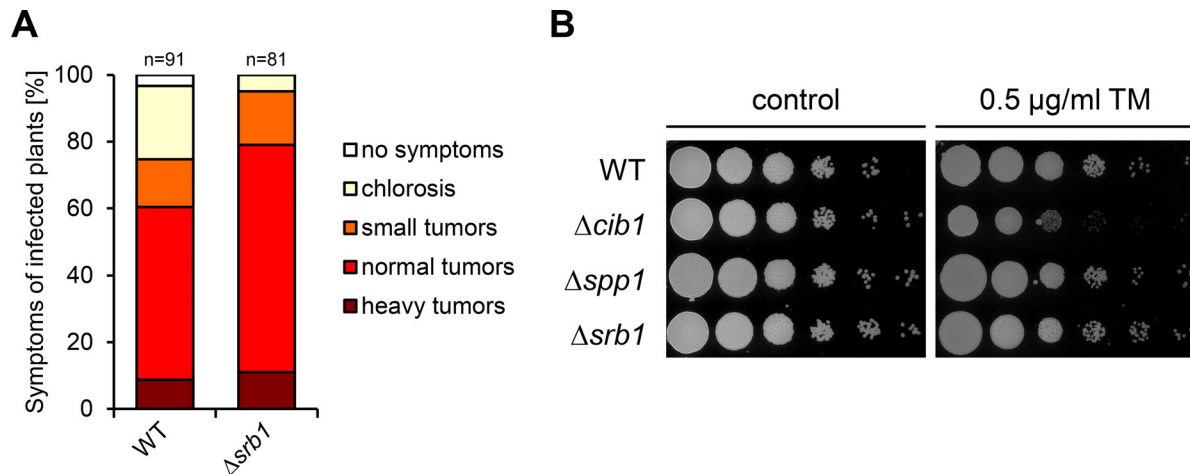 A
Symptoms of infected plants [%]
n=91 n=81
100
80
60
40
20
0
WT
Δsrb1
no symptoms
chlorosis
small tumors
normal tumors
heavy tumors
B
control 0.5 µg/ml TM
WT
Δcib1
Δspp1
Δsrb1